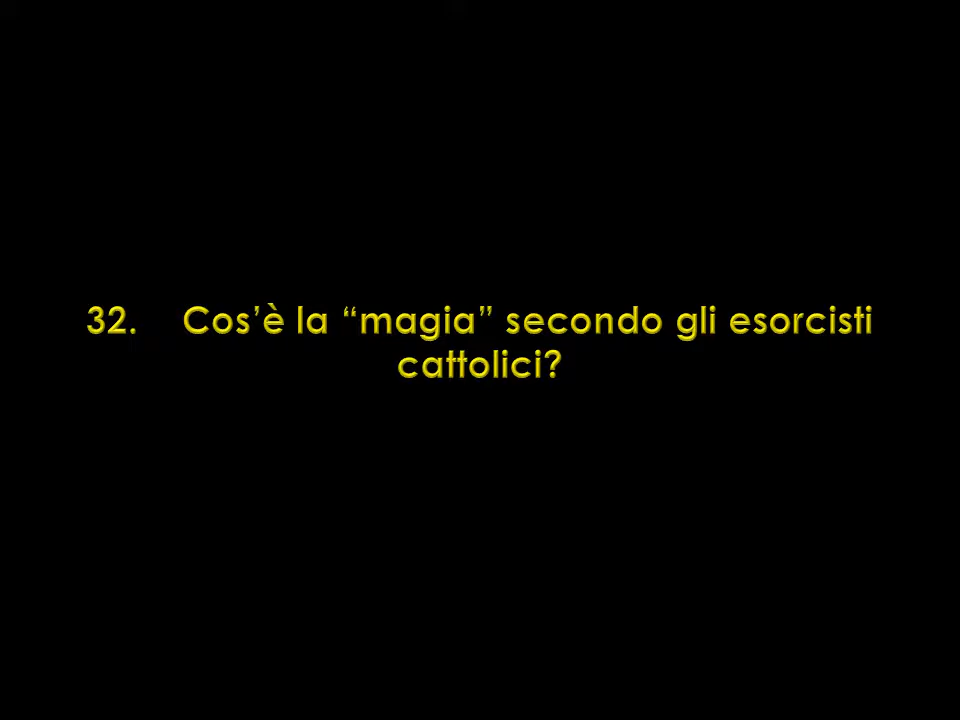 32. Cos’è la “magia” secondo gli esorcisti
cattolici?